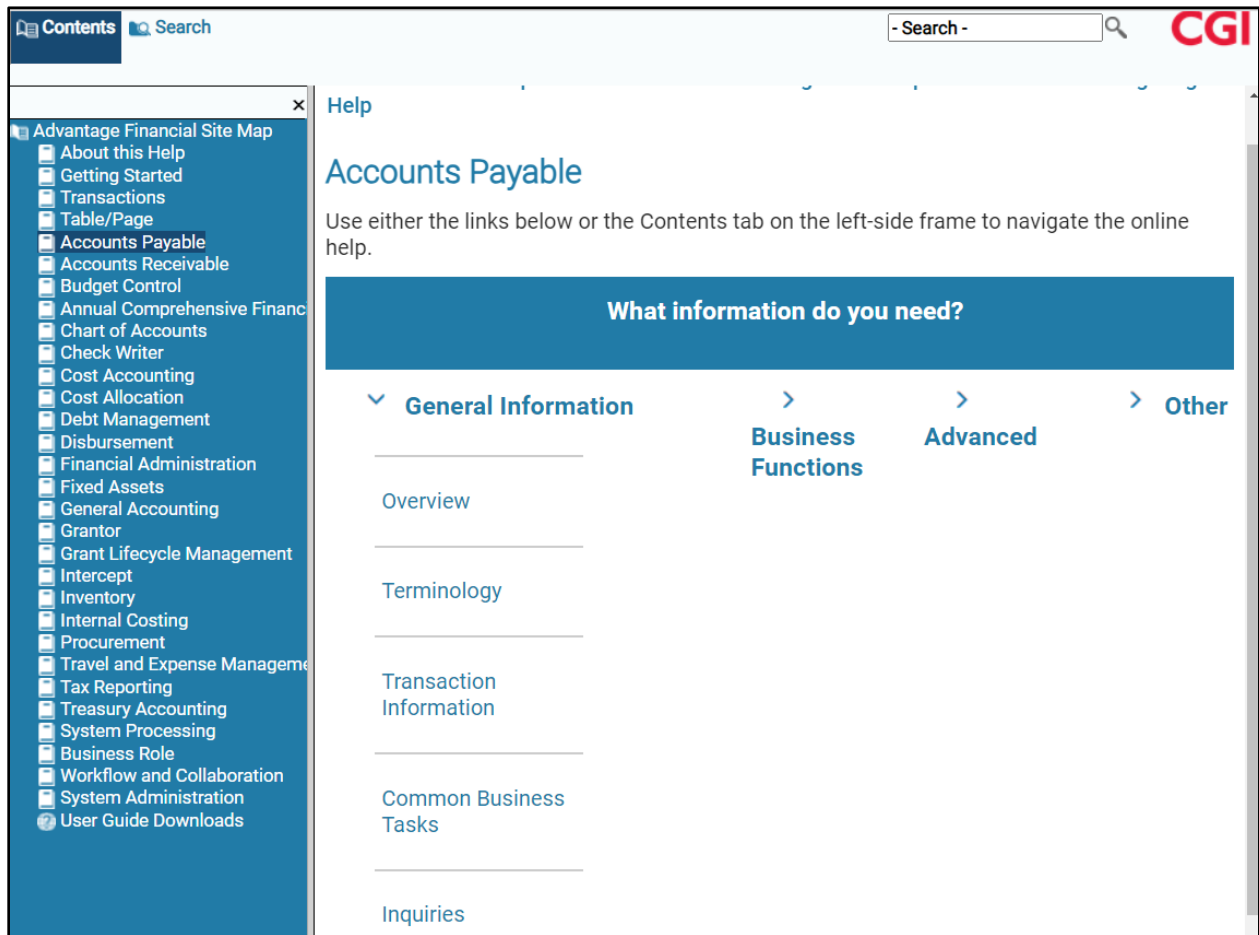 Contents
Search
- Search -
CGI
Advantage Financial Site Map
About this Help
Getting Started
Transactions
Table/Page
Accounts Payable
Accounts Receivable
Budget Control
Annual Comprehensive Financ
Chart of Accounts
Check Writer
Cost Accounting
Cost Allocation
Debt Management
Disbursement
Financial Administration
Fixed Assets
General Accounting
Grantor
Grant Lifecycle Management
Intercept
Inventory
Internal Costing
Procurement
Travel and Expense Manageme
Tax Reporting
Treasury Accounting
System Processing
Business Role
Workflow and Collaboration
System Administration
User Guide Downloads
Help
Accounts Payable
Use either the links below or the Contents tab on the left-side frame to navigate the online
help.
What information do you need?
General Information
Overview
Terminology
Transaction
Information
Common Business
Tasks
Inquiries
Business
Functions
Advanced
Other